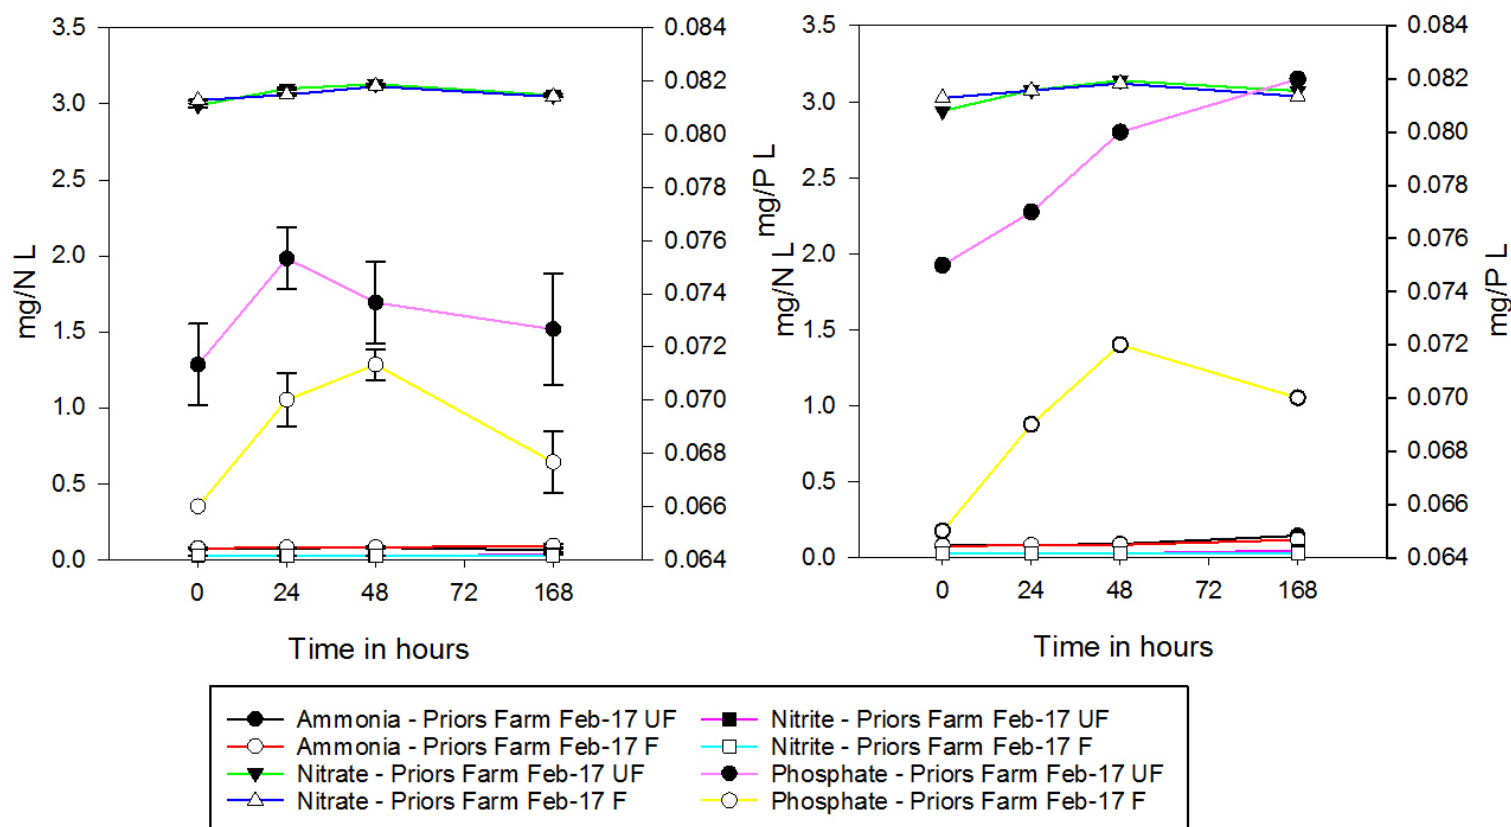 3.5
3.0
2.5
2.0
1.5
1.0
0.5
0.0
mg/N L
0.084
0.082
0.080
0.078
0.076
0.074
0.072
0.070
0.068
0.066
0.064
mg/P L
0 24 48 72 168
Time in hours
3.5
3.0
2.5
2.0
1.5
1.0
0.5
0.0
mg/N L
0.084
0.082
0.080
0.078
0.076
0.074
0.072
0.070
0.068
0.066
0.064
mg/P L
0 24 48 72 168
Time in hours
Ammonia - Priors Farm Feb-17 UF
Ammonia - Priors Farm Feb-17 F
Nitrate - Priors Farm Feb-17 UF
Nitrate - Priors Farm Feb-17 F
Nitrite - Priors Farm Feb-17 UF
Nitrite - Priors Farm Feb-17 F
Phosphate - Priors Farm Feb-17 UF
Phosphate - Priors Farm Feb-17 F